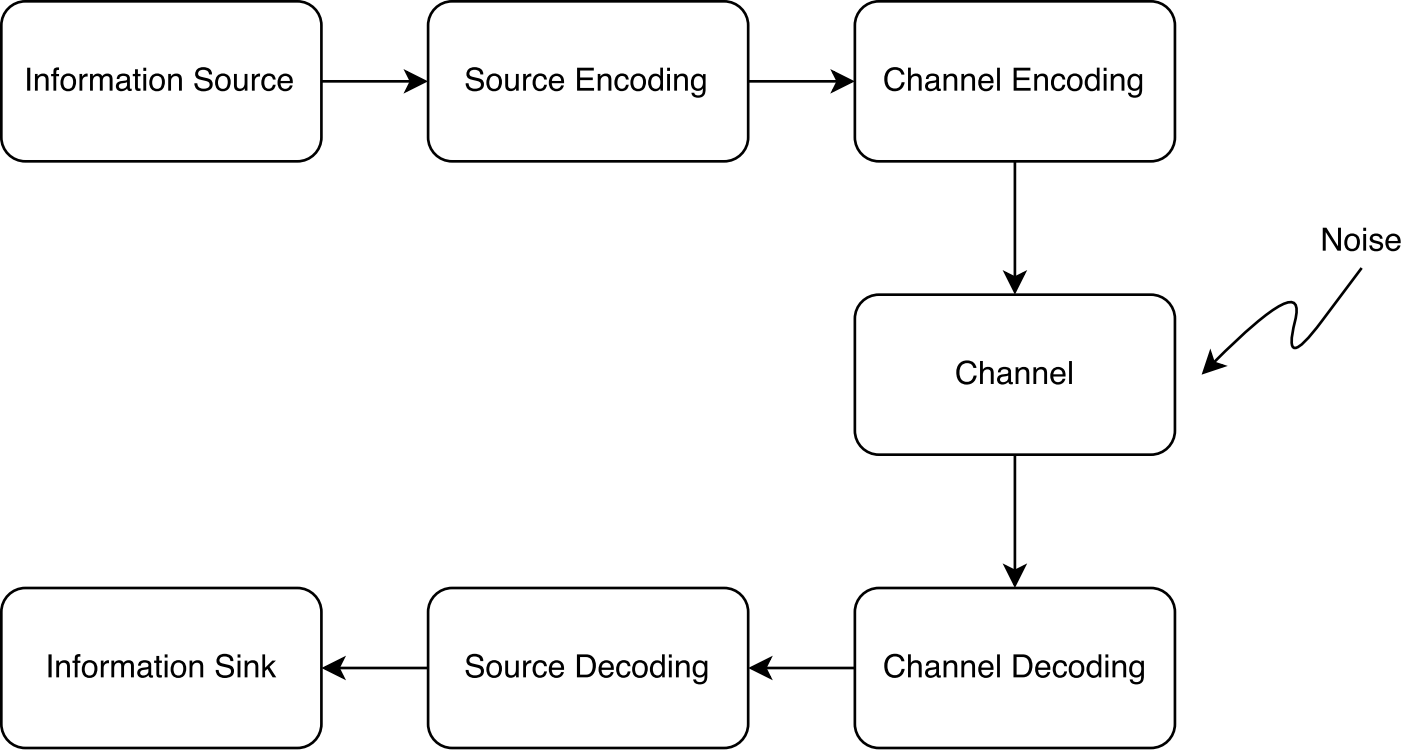 Information Source
Source Encoding
Channel Encoding
Noise
Channel
Information Sink
Source Decoding
Channel Decoding